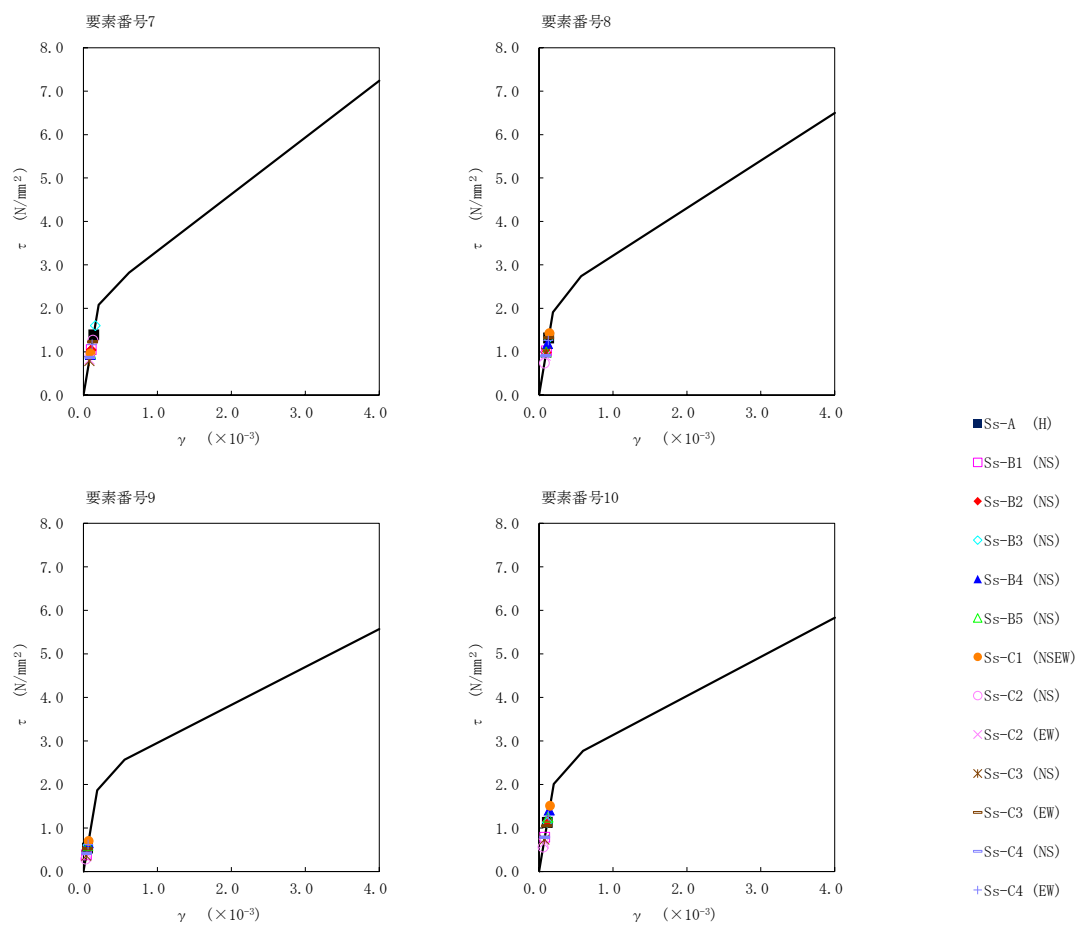 要素番号7
8.0
7.0
6.0
5.0
4.0
3.0
2.0
1.0
0.0
τ (N/mm²)
0.0 1.0 2.0 3.0 4.0
γ (×10⁻³)
要素番号8
8.0
7.0
6.0
5.0
4.0
3.0
2.0
1.0
0.0
τ (N/mm²)
0.0 1.0 2.0 3.0 4.0
γ (×10⁻³)
要素番号9
8.0
7.0
6.0
5.0
4.0
3.0
2.0
1.0
0.0
τ (N/mm²)
0.0 1.0 2.0 3.0 4.0
γ (×10⁻³)
要素番号10
8.0
7.0
6.0
5.0
4.0
3.0
2.0
1.0
0.0
τ (N/mm²)
0.0 1.0 2.0 3.0 4.0
γ (×10⁻³)
Ss-A (H)
Ss-B1 (NS)
Ss-B2 (NS)
Ss-B3 (NS)
Ss-B4 (NS)
Ss-B5 (NS)
Ss-C1 (NSEW)
Ss-C2 (NS)
Ss-C2 (EW)
Ss-C3 (NS)
Ss-C3 (EW)
Ss-C4 (NS)
Ss-C4 (EW)